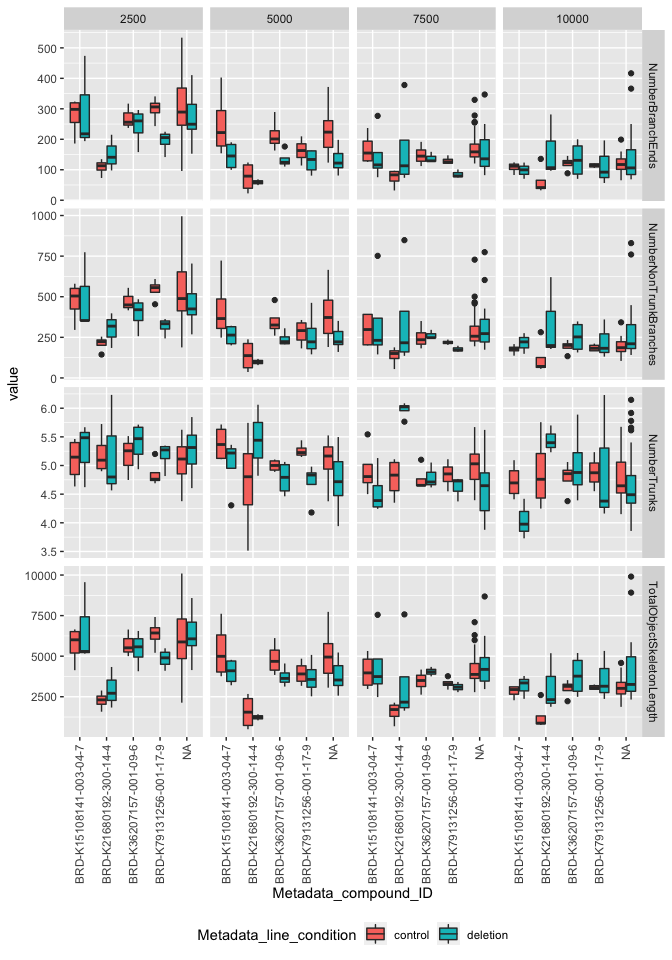 2500 5000 7500 10000
500
400
300
200
100
0
NumberBranchEnds
1000
750
500
250
0
NumberNonTrunkBranches
value
6.0
5.5
5.0
4.5
4.0
3.5
NumberTrunks
10000
7500
5000
2500
TotalObjectSkeletonLength
BRD-K15108141-003-04-7
BRD-K21680192-300-14-4
BRD-K36207157-001-09-6
BRD-K79131256-001-17-9
NA
BRD-K15108141-003-04-7
BRD-K21680192-300-14-4
BRD-K36207157-001-09-6
BRD-K79131256-001-17-9
NA
BRD-K15108141-003-04-7
BRD-K21680192-300-14-4
BRD-K36207157-001-09-6
BRD-K79131256-001-17-9
NA
BRD-K15108141-003-04-7
BRD-K21680192-300-14-4
BRD-K36207157-001-09-6
BRD-K79131256-001-17-9
NA
Metadata_compound_ID
Metadata_line_condition control deletion